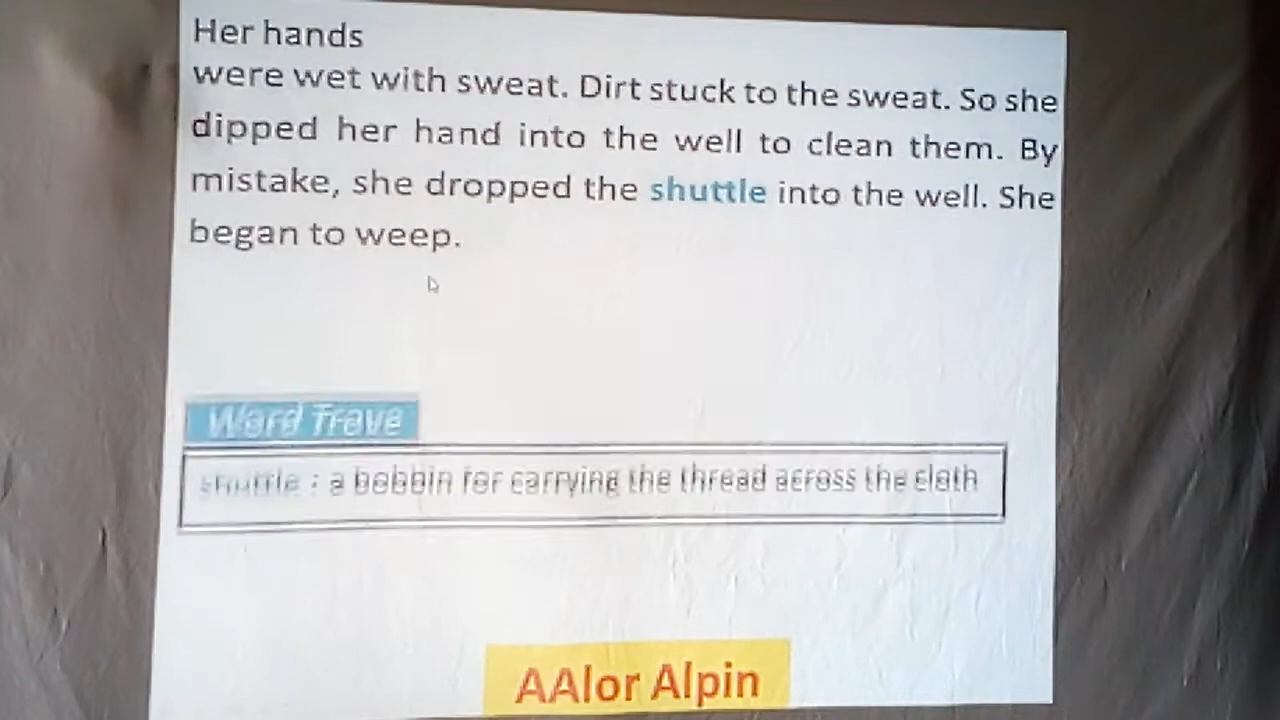 Her hands
were wet with sweat. Dirt stuck to the sweat. So she
dipped her hand into the well to clean them. By
mistake, she dropped the shuttle into the well. She
began to weep.
Word Trove
shuttle : a bobbin for carrying the thread across the cloth
AAlor Alpin